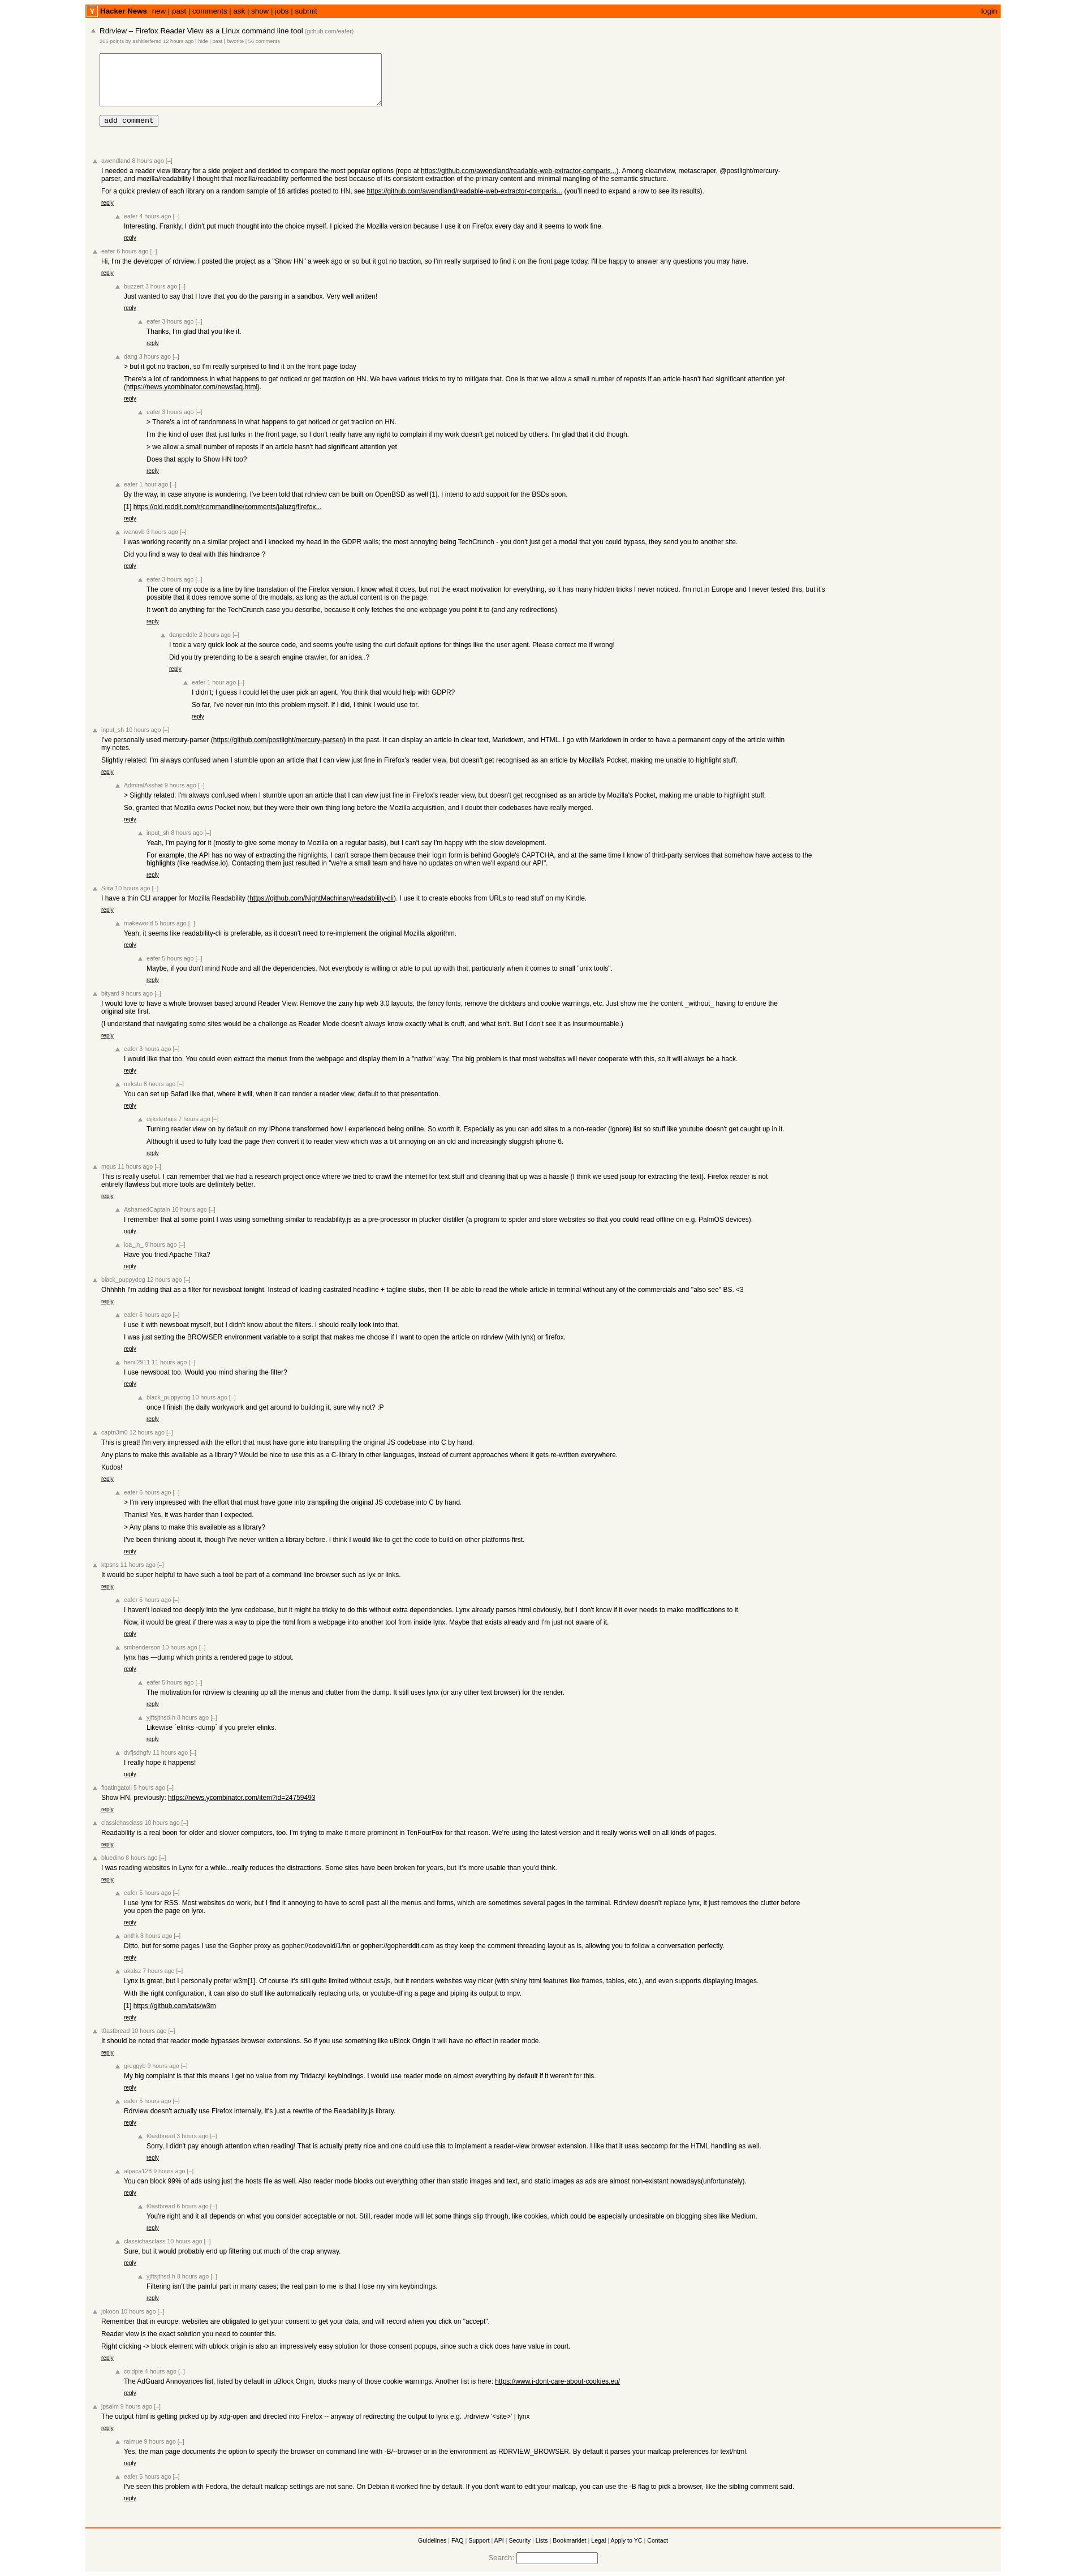 Y Hacker News new | past | comments | ask | show | jobs | submit login
Rdrview – Firefox Reader View as a Linux command line tool (github.com/eafer)
206 points by ashitlerferad 12 hours ago | hide | past | favorite | 56 comments
add comment
awendland 8 hours ago [–]
I needed a reader view library for a side project and decided to compare the most popular options (repo at https://github.com/awendland/readable-web-extractor-comparis...). Among cleanview, metascraper, @postlight/mercury-
parser, and mozilla/readability I thought that mozilla/readability performed the best because of its consistent extraction of the primary content and minimal mangling of the semantic structure.
For a quick preview of each library on a random sample of 16 articles posted to HN, see https://github.com/awendland/readable-web-extractor-comparis... (you'll need to expand a row to see its results).
reply
eafer 4 hours ago [–]
Interesting. Frankly, I didn't put much thought into the choice myself. I picked the Mozilla version because I use it on Firefox every day and it seems to work fine.
reply
eafer 6 hours ago [–]
Hi, I'm the developer of rdrview. I posted the project as a "Show HN" a week ago or so but it got no traction, so I'm really surprised to find it on the front page today. I'll be happy to answer any questions you may have.
reply
buzzert 3 hours ago [–]
Just wanted to say that I love that you do the parsing in a sandbox. Very well written!
reply
eafer 3 hours ago [–]
Thanks, I'm glad that you like it.
reply
dang 3 hours ago [–]
> but it got no traction, so I'm really surprised to find it on the front page today
There's a lot of randomness in what happens to get noticed or get traction on HN. We have various tricks to try to mitigate that. One is that we allow a small number of reposts if an article hasn't had significant attention yet
(https://news.ycombinator.com/newsfaq.html).
reply
eafer 3 hours ago [–]
> There's a lot of randomness in what happens to get noticed or get traction on HN.
I'm the kind of user that just lurks in the front page, so I don't really have any right to complain if my work doesn't get noticed by others. I'm glad that it did though.
> we allow a small number of reposts if an article hasn't had significant attention yet
Does that apply to Show HN too?
reply
eafer 1 hour ago [–]
By the way, in case anyone is wondering, I've been told that rdrview can be built on OpenBSD as well [1]. I intend to add support for the BSDs soon.
[1] https://old.reddit.com/r/commandline/comments/jaluzg/firefox...
reply
ivanovb 3 hours ago [–]
I was working recently on a similar project and I knocked my head in the GDPR walls; the most annoying being TechCrunch - you don't just get a modal that you could bypass, they send you to another site.
Did you find a way to deal with this hindrance ?
reply
eafer 3 hours ago [–]
The core of my code is a line by line translation of the Firefox version. I know what it does, but not the exact motivation for everything, so it has many hidden tricks I never noticed. I'm not in Europe and I never tested this, but it's
possible that it does remove some of the modals, as long as the actual content is on the page.
It won't do anything for the TechCrunch case you describe, because it only fetches the one webpage you point it to (and any redirections).
reply
danpeddle 2 hours ago [–]
I took a very quick look at the source code, and seems you're using the curl default options for things like the user agent. Please correct me if wrong!
Did you try pretending to be a search engine crawler, for an idea..?
reply
eafer 1 hour ago [–]
I didn't; I guess I could let the user pick an agent. You think that would help with GDPR?
So far, I've never run into this problem myself. If I did, I think I would use tor.
reply
input_sh 10 hours ago [–]
I've personally used mercury-parser (https://github.com/postlight/mercury-parser/) in the past. It can display an article in clear text, Markdown, and HTML. I go with Markdown in order to have a permanent copy of the article within
my notes.
Slightly related: I'm always confused when I stumble upon an article that I can view just fine in Firefox's reader view, but doesn't get recognised as an article by Mozilla's Pocket, making me unable to highlight stuff.
reply
AdmiralAsshat 9 hours ago [–]
> Slightly related: I'm always confused when I stumble upon an article that I can view just fine in Firefox's reader view, but doesn't get recognised as an article by Mozilla's Pocket, making me unable to highlight stuff.
So, granted that Mozilla owns Pocket now, but they were their own thing long before the Mozilla acquisition, and I doubt their codebases have really merged.
reply
input_sh 8 hours ago [–]
Yeah, I'm paying for it (mostly to give some money to Mozilla on a regular basis), but I can't say I'm happy with the slow development.
For example, the API has no way of extracting the highlights, I can't scrape them because their login form is behind Google's CAPTCHA, and at the same time I know of third-party services that somehow have access to the
highlights (like readwise.io). Contacting them just resulted in "we're a small team and have no updates on when we'll expand our API".
reply
Siira 10 hours ago [–]
I have a thin CLI wrapper for Mozilla Readability (https://github.com/NightMachinary/readability-cli). I use it to create ebooks from URLs to read stuff on my Kindle.
reply
makeworld 5 hours ago [–]
Yeah, it seems like readability-cli is preferable, as it doesn't need to re-implement the original Mozilla algorithm.
reply
eafer 5 hours ago [–]
Maybe, if you don't mind Node and all the dependencies. Not everybody is willing or able to put up with that, particularly when it comes to small "unix tools".
reply
bityard 9 hours ago [–]
I would love to have a whole browser based around Reader View. Remove the zany hip web 3.0 layouts, the fancy fonts, remove the dickbars and cookie warnings, etc. Just show me the content _without_ having to endure the
original site first.
(I understand that navigating some sites would be a challenge as Reader Mode doesn't always know exactly what is cruft, and what isn't. But I don't see it as insurmountable.)
reply
eafer 3 hours ago [–]
I would like that too. You could even extract the menus from the webpage and display them in a "native" way. The big problem is that most websites will never cooperate with this, so it will always be a hack.
reply
mrkstu 8 hours ago [–]
You can set up Safari like that, where it will, when it can render a reader view, default to that presentation.
reply
dijksterhuis 7 hours ago [–]
Turning reader view on by default on my iPhone transformed how I experienced being online. So worth it. Especially as you can add sites to a non-reader (ignore) list so stuff like youtube doesn't get caught up in it.
Although it used to fully load the page then convert it to reader view which was a bit annoying on an old and increasingly sluggish iphone 6.
reply
mqus 11 hours ago [–]
This is really useful. I can remember that we had a research project once where we tried to crawl the internet for text stuff and cleaning that up was a hassle (I think we used jsoup for extracting the text). Firefox reader is not
entirely flawless but more tools are definitely better.
reply
AshamedCaptain 10 hours ago [–]
I remember that at some point I was using something similar to readability.js as a pre-processor in plucker distiller (a program to spider and store websites so that you could read offline on e.g. PalmOS devices).
reply
toa_in_ 9 hours ago [–]
Have you tried Apache Tika?
reply
black_puppydog 12 hours ago [–]
Ohhhhh I'm adding that as a filter for newsboat tonight. Instead of loading castrated headline + tagline stubs, then I'll be able to read the whole article in terminal without any of the commercials and "also see" BS. <3
reply
eafer 5 hours ago [–]
I use it with newsboat myself, but I didn't know about the filters. I should really look into that.
I was just setting the BROWSER environment variable to a script that makes me choose if I want to open the article on rdrview (with lynx) or firefox.
reply
henil2911 11 hours ago [–]
I use newsboat too. Would you mind sharing the filter?
reply
black_puppydog 10 hours ago [–]
once I finish the daily workywork and get around to building it, sure why not? :P
reply
captn3m0 12 hours ago [–]
This is great! I'm very impressed with the effort that must have gone into transpiling the original JS codebase into C by hand.
Any plans to make this available as a library? Would be nice to use this as a C-library in other languages, instead of current approaches where it gets re-written everywhere.
Kudos!
reply
eafer 6 hours ago [–]
> I'm very impressed with the effort that must have gone into transpiling the original JS codebase into C by hand.
Thanks! Yes, it was harder than I expected.
> Any plans to make this available as a library?
I've been thinking about it, though I've never written a library before. I think I would like to get the code to build on other platforms first.
reply
ktpsns 11 hours ago [–]
It would be super helpful to have such a tool be part of a command line browser such as lyx or links.
reply
eafer 5 hours ago [–]
I haven't looked too deeply into the lynx codebase, but it might be tricky to do this without extra dependencies. Lynx already parses html obviously, but I don't know if it ever needs to make modifications to it.
Now, it would be great if there was a way to pipe the html from a webpage into another tool from inside lynx. Maybe that exists already and I'm just not aware of it.
reply
smhenderson 10 hours ago [–]
lynx has —dump which prints a rendered page to stdout.
reply
eafer 5 hours ago [–]
The motivation for rdrview is cleaning up all the menus and clutter from the dump. It still uses lynx (or any other text browser) for the render.
reply
yjftsjthsd-h 8 hours ago [–]
Likewise `elinks -dump` if you prefer elinks.
reply
dvfjsdhgfv 11 hours ago [–]
I really hope it happens!
reply
floatingatoll 5 hours ago [–]
Show HN, previously: https://news.ycombinator.com/item?id=24759493
reply
classichasclass 10 hours ago [–]
Readability is a real boon for older and slower computers, too. I'm trying to make it more prominent in TenFourFox for that reason. We're using the latest version and it really works well on all kinds of pages.
reply
bluedino 8 hours ago [–]
I was reading websites in Lynx for a while...really reduces the distractions. Some sites have been broken for years, but it's more usable than you'd think.
reply
eafer 5 hours ago [–]
I use lynx for RSS. Most websites do work, but I find it annoying to have to scroll past all the menus and forms, which are sometimes several pages in the terminal. Rdrview doesn't replace lynx, it just removes the clutter before
you open the page on lynx.
reply
anthk 8 hours ago [–]
Ditto, but for some pages I use the Gopher proxy as gopher://codevoid/1/hn or gopher://gopherddit.com as they keep the comment threading layout as is, allowing you to follow a conversation perfectly.
reply
akalsz 7 hours ago [–]
Lynx is great, but I personally prefer w3m[1]. Of course it's still quite limited without css/js, but it renders websites way nicer (with shiny html features like frames, tables, etc.), and even supports displaying images.
With the right configuration, it can also do stuff like automatically replacing urls, or youtube-dl'ing a page and piping its output to mpv.
[1] https://github.com/tats/w3m
reply
t0astbread 10 hours ago [–]
It should be noted that reader mode bypasses browser extensions. So if you use something like uBlock Origin it will have no effect in reader mode.
reply
greggyb 9 hours ago [–]
My big complaint is that this means I get no value from my Tridactyl keybindings. I would use reader mode on almost everything by default if it weren't for this.
reply
eafer 5 hours ago [–]
Rdrview doesn't actually use Firefox internally, it's just a rewrite of the Readability.js library.
reply
t0astbread 3 hours ago [–]
Sorry, I didn't pay enough attention when reading! That is actually pretty nice and one could use this to implement a reader-view browser extension. I like that it uses seccomp for the HTML handling as well.
reply
alpaca128 9 hours ago [–]
You can block 99% of ads using just the hosts file as well. Also reader mode blocks out everything other than static images and text, and static images as ads are almost non-existant nowadays(unfortunately).
reply
t0astbread 6 hours ago [–]
You're right and it all depends on what you consider acceptable or not. Still, reader mode will let some things slip through, like cookies, which could be especially undesirable on blogging sites like Medium.
reply
classichasclass 10 hours ago [–]
Sure, but it would probably end up filtering out much of the crap anyway.
reply
yjftsjthsd-h 8 hours ago [–]
Filtering isn't the painful part in many cases; the real pain to me is that I lose my vim keybindings.
reply
jokoon 10 hours ago [–]
Remember that in europe, websites are obligated to get your consent to get your data, and will record when you click on "accept".
Reader view is the exact solution you need to counter this.
Right clicking -> block element with ublock origin is also an impressively easy solution for those consent popups, since such a click does have value in court.
reply
coldpie 4 hours ago [–]
The AdGuard Annoyances list, listed by default in uBlock Origin, blocks many of those cookie warnings. Another list is here: https://www.i-dont-care-about-cookies.eu/
reply
jpsalm 9 hours ago [–]
The output html is getting picked up by xdg-open and directed into Firefox -- anyway of redirecting the output to lynx e.g. ./rdrview '<site>' | lynx
reply
raimue 9 hours ago [–]
Yes, the man page documents the option to specify the browser on command line with -B/--browser or in the environment as RDRVIEW_BROWSER. By default it parses your mailcap preferences for text/html.
reply
eafer 5 hours ago [–]
I've seen this problem with Fedora, the default mailcap settings are not sane. On Debian it worked fine by default. If you don't want to edit your mailcap, you can use the -B flag to pick a browser, like the sibling comment said.
reply
Guidelines | FAQ | Support | API | Security | Lists | Bookmarklet | Legal | Apply to YC | Contact
Search: